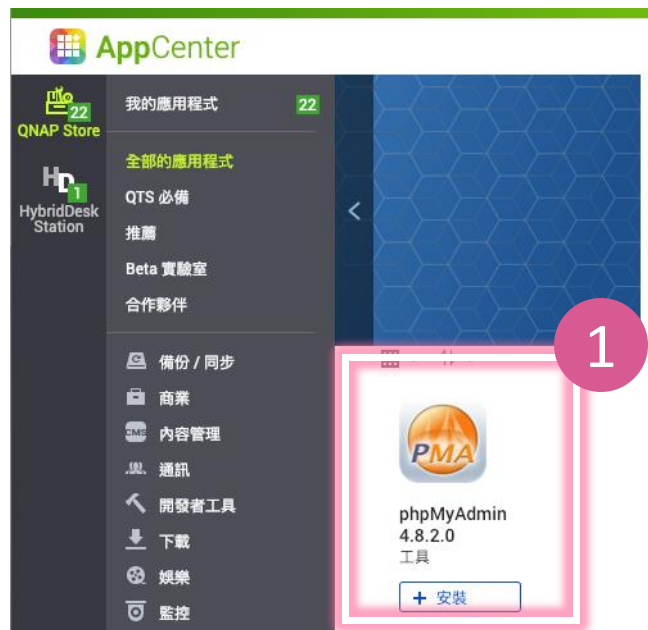 AppCenter
22
QNAP Store
1
HybridDesk
Station
我的應用程式 22
全部的應用程式
QTS 必備
推薦
Beta 實驗室
合作夥伴
備份 / 同步
商業
CMS 內容管理
通訊
開發者工具
下載
娛樂
監控
1
PMA
phpMyAdmin
4.8.2.0
工具
+ 安裝